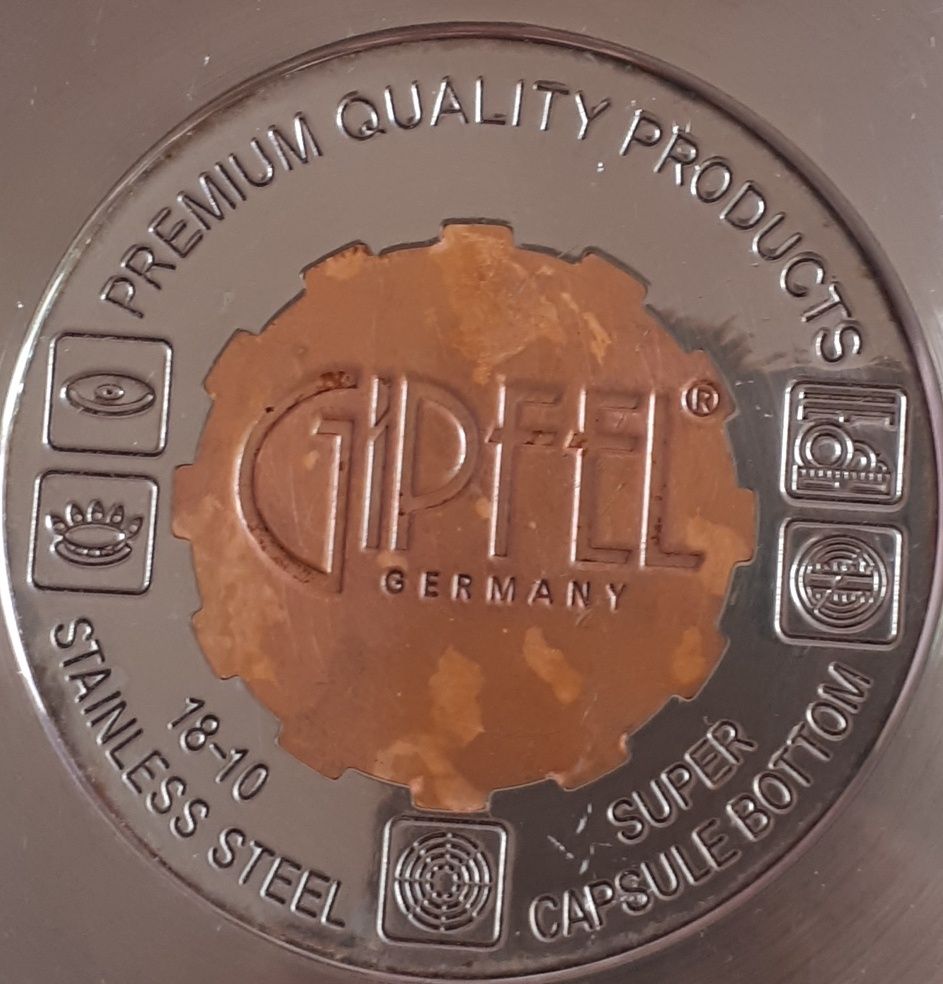 PREMIUM QUALITY PRODUCTS
GIPFEL®
GERMANY
18-10
STAINLESS STEEL
SUPER
CAPSULE BOTTOM